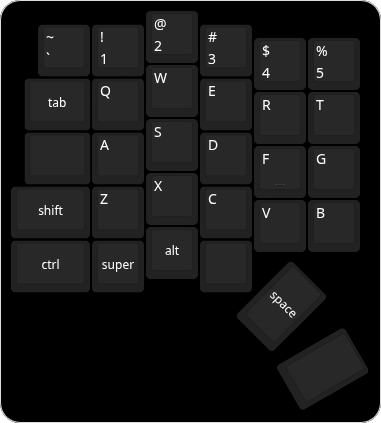 ~ ! @ # $ %
` 1 2 3 4 5
tab Q W E R T
A S D F G
shift Z X C V B
ctrl super alt
space